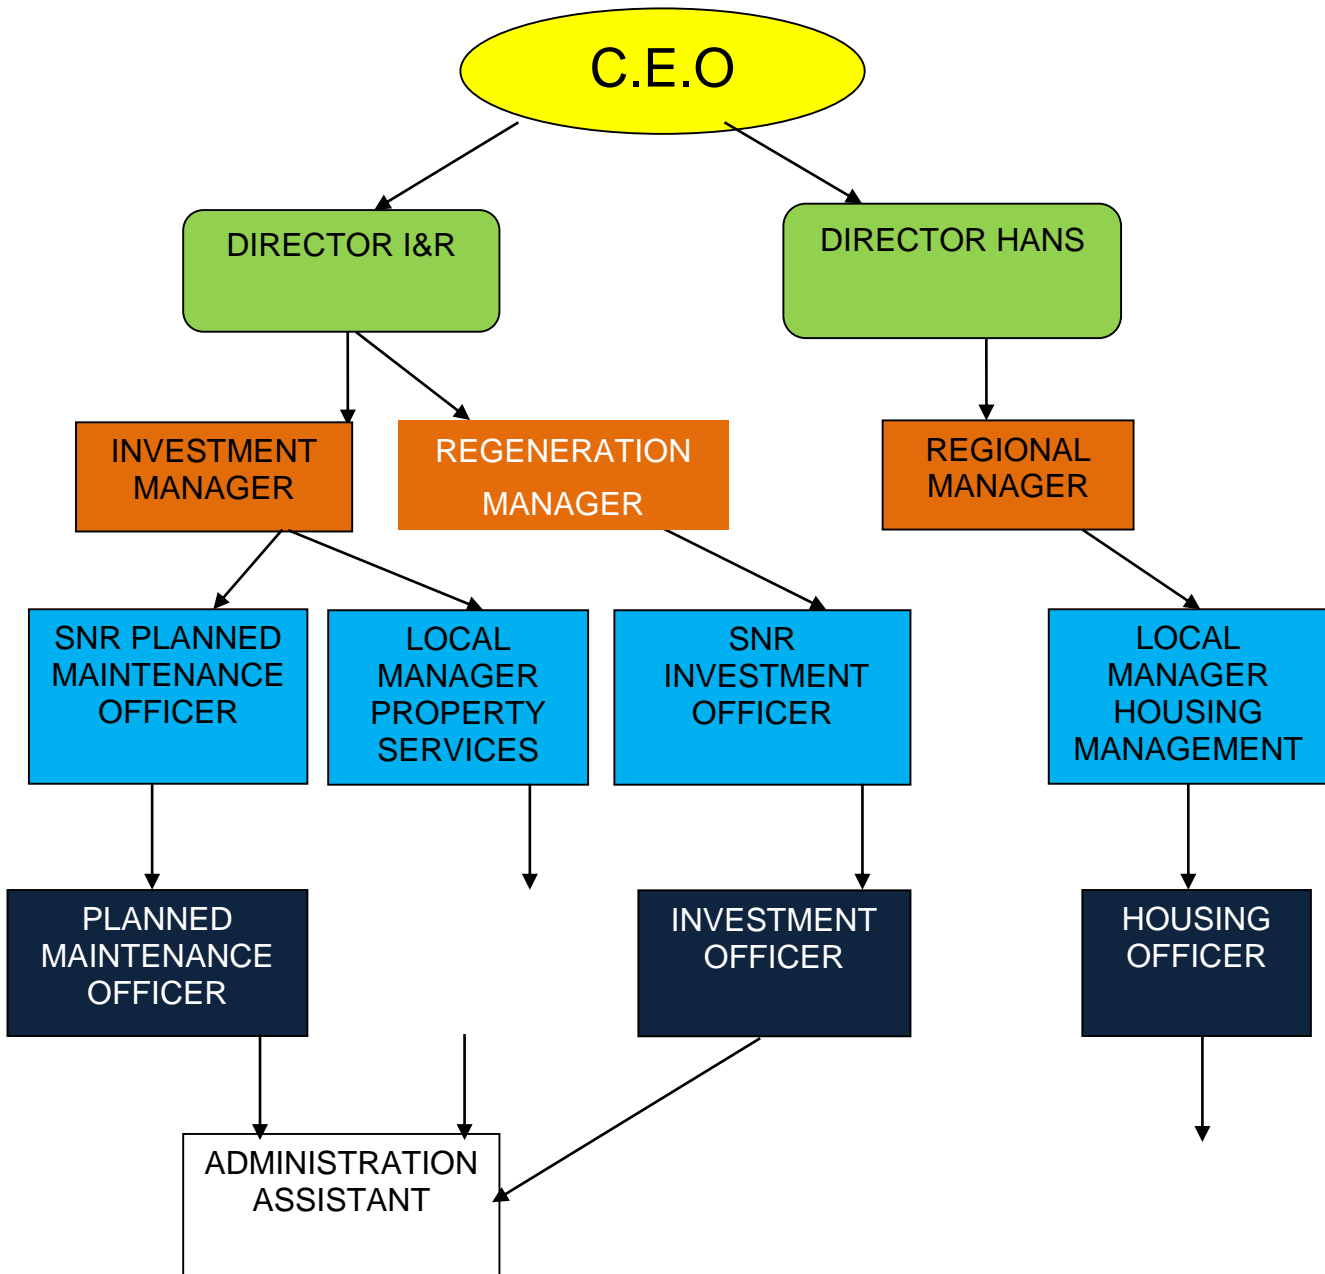 C.E.O
DIRECTOR I&R
DIRECTOR HANS
INVESTMENT
MANAGER
REGENERATION
MANAGER
REGIONAL
MANAGER
SNR PLANNED
MAINTENANCE
OFFICER
LOCAL
MANAGER
PROPERTY
SERVICES
SNR
INVESTMENT
OFFICER
LOCAL
MANAGER
HOUSING
MANAGEMENT
PLANNED
MAINTENANCE
OFFICER
INVESTMENT
OFFICER
HOUSING
OFFICER
ADMINISTRATION
ASSISTANT